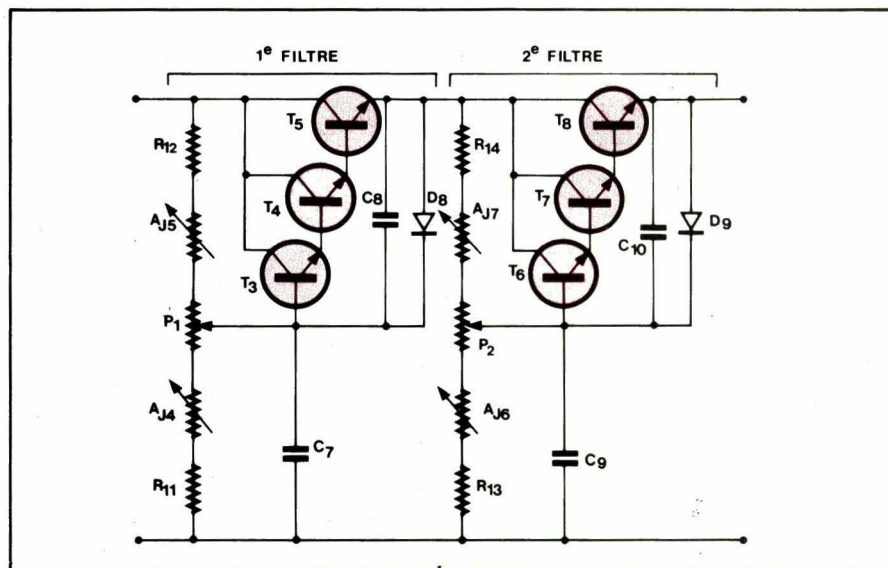 1e FILTRE
2e FILTRE
T5
T8
R12
R14
T4
C8
D8
T7
C10
D9
AJ5
AJ7
T3
T6
P1
P2
AJ4
AJ6
C7
C9
R11
R13